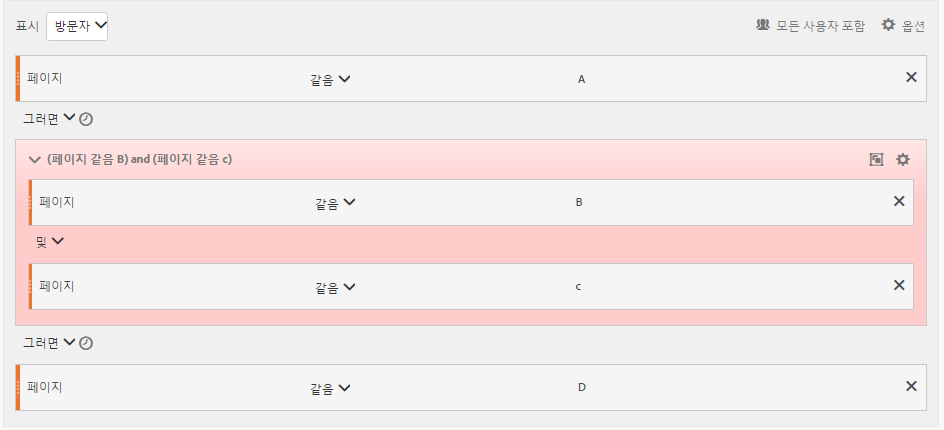 표시 방문자 모든 사용자 포함 옵션
페이지 같음 A
그러면
(페이지 같음 B) and (페이지 같음 c)
페이지 같음 B
및
페이지 같음 c
그러면
페이지 같음 D